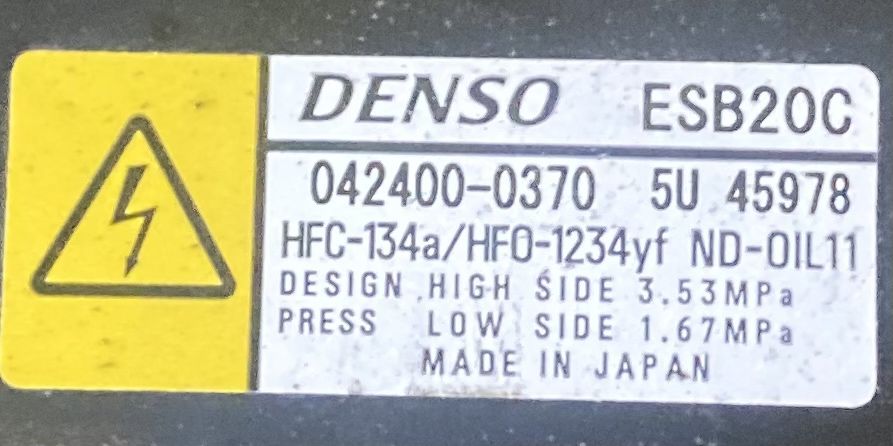 DENSO ESB20C
042400-0370 5U 45978
HFC-134a/HFO-1234yf ND-OIL11
DESIGN HIGH SIDE 3.53MPa
PRESS LOW SIDE 1.67MPa
MADE IN JAPAN